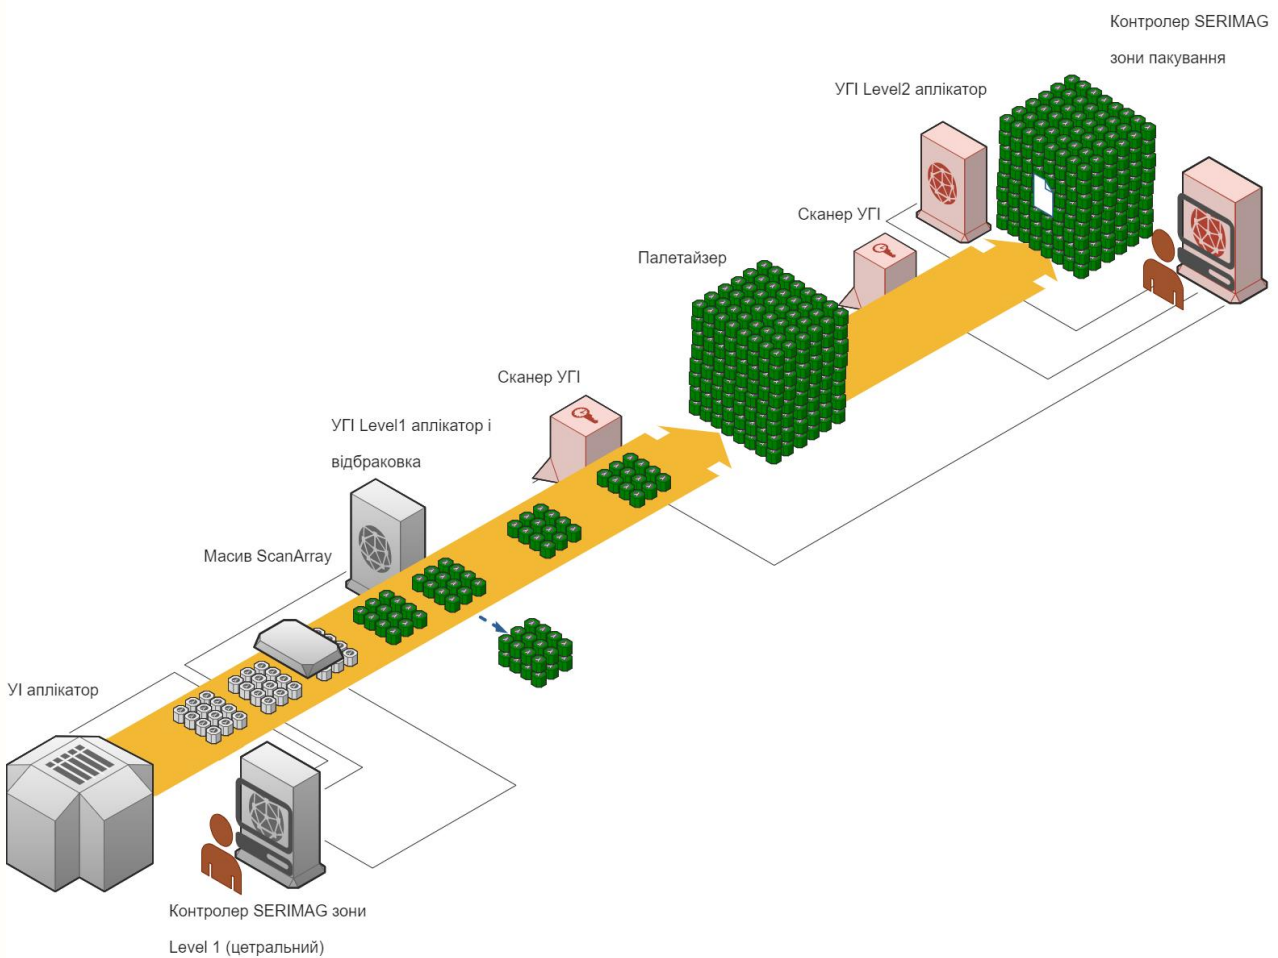 Контролер SERIMAG
зони пакування
УГІ Level2 аплікатор
Сканер УГІ
Палетайзер
Сканер УГІ
УГІ Level1 аплікатор і
відбраковка
Масив ScanArray
УІ аплікатор
Контролер SERIMAG зони
Level 1 (цетральний)